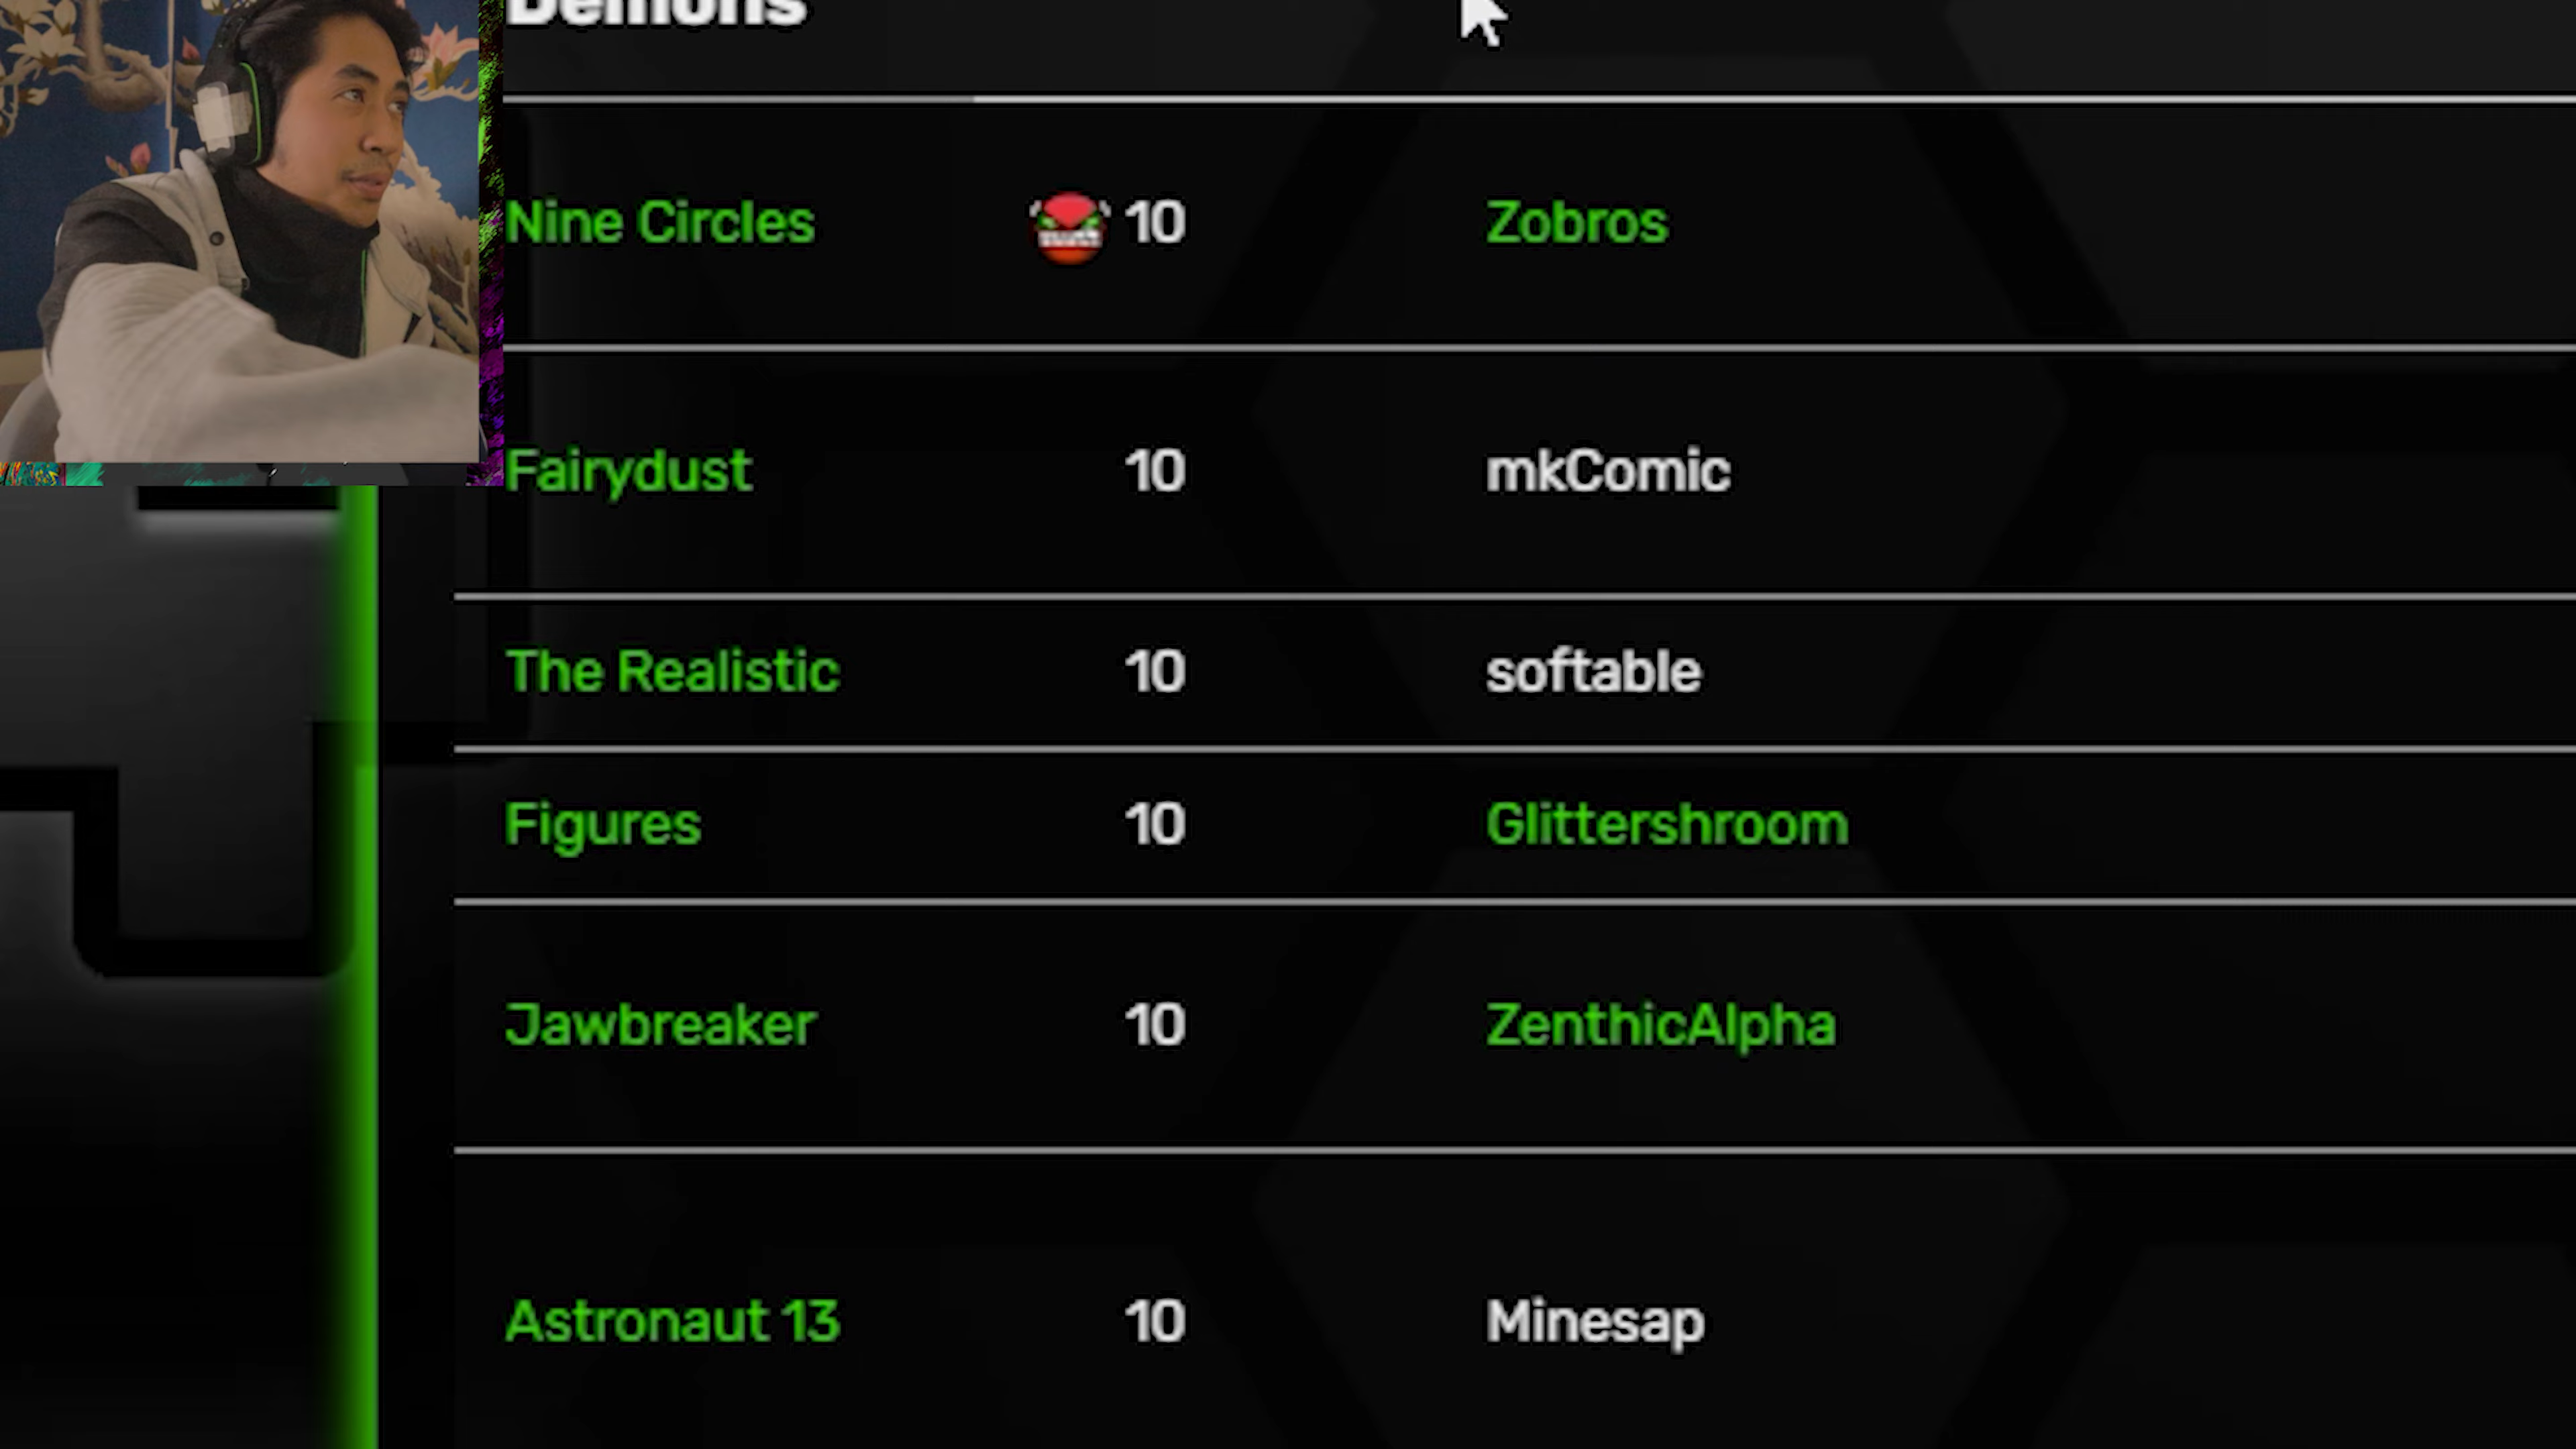 Demons
Nine Circles 10 Zobros
Fairydust 10 mkComic
The Realistic 10 softable
Figures 10 Glittershroom
Jawbreaker 10 ZenthicAlpha
Astronaut 13 10 Minesap